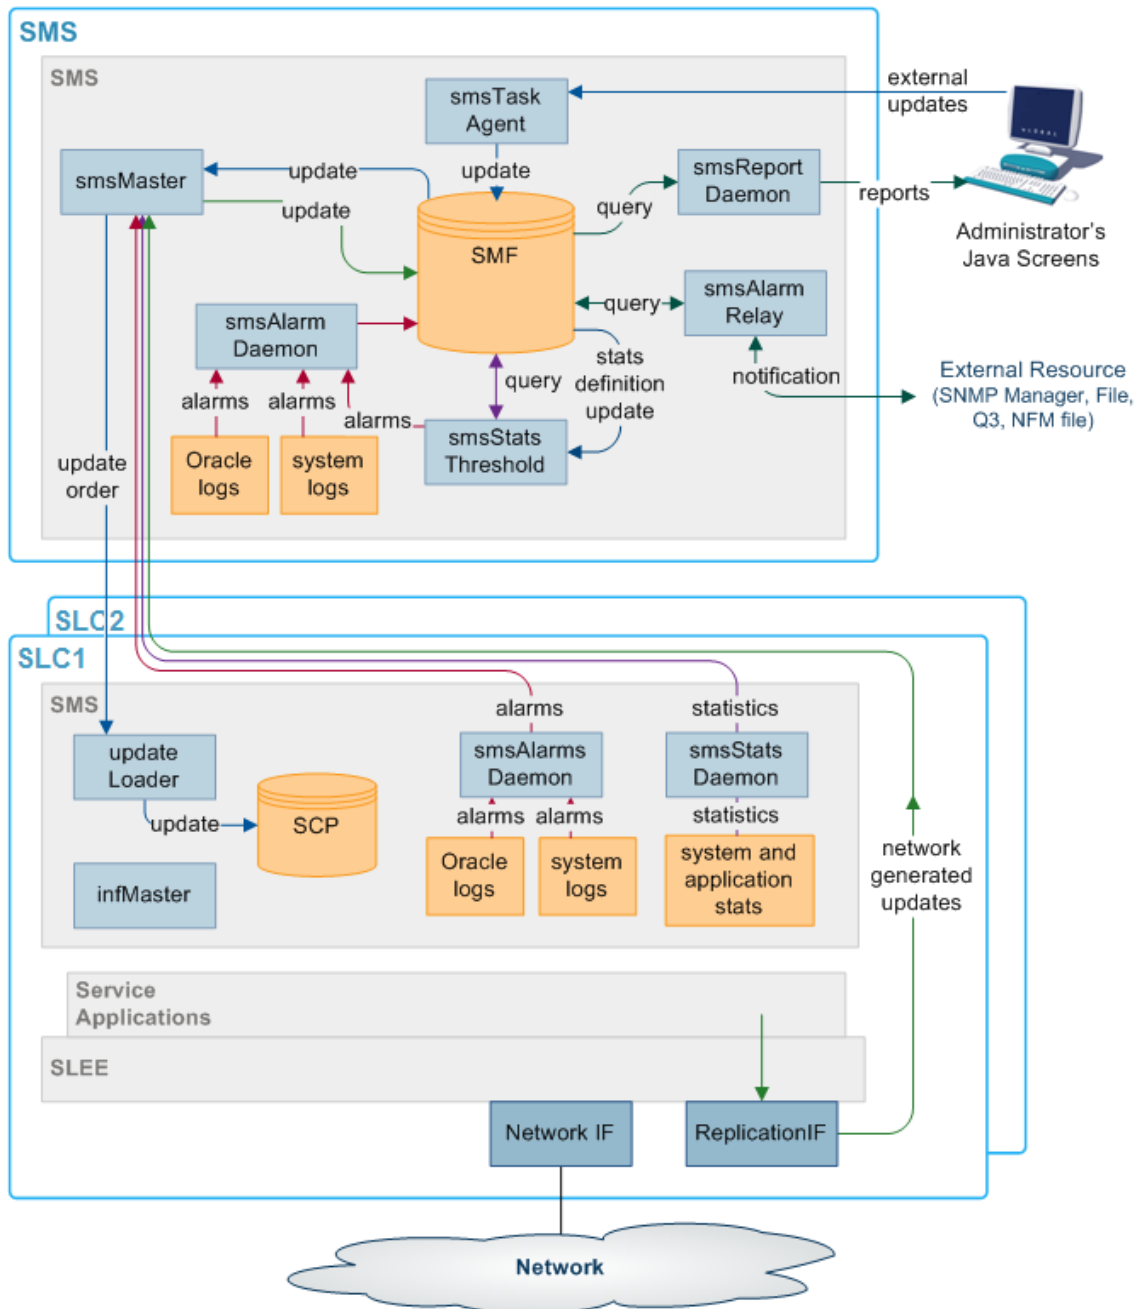 SMS
SMS
external
updates
smsTask
Agent
smsMaster
update
update
update
smsReport
Daemon
query
reports
Administrator's
Java Screens
SMF
smsAlarm
Relay
query
smsAlarm
Daemon
stats
definition
update
query
notification
External Resource
(SNMP Manager, File,
Q3, NFM file)
alarms
alarms
alarms
smsStats
Threshold
Oracle
logs
system
logs
update
order
SLC2
SLC1
SMS
alarms
statistics
update
Loader
smsAlarms
Daemon
smsStats
Daemon
update
SCP
alarms
alarms
statistics
Oracle
logs
system
logs
system and
application
stats
network
generated
updates
infMaster
Service
Applications
SLEE
Network IF
ReplicationIF
Network